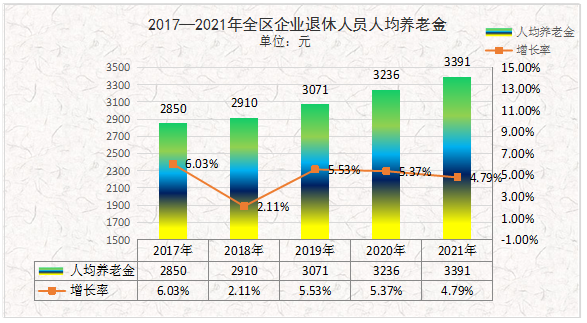 2017—2021年全区企业退休人员人均养老金
单位：元
人均养老金
增长率
3500 3300 3100 2900 2700 2500 2300 2100 1900 1700 1500
15.00% 13.00% 11.00% 9.00% 7.00% 5.00% 3.00% 1.00% -1.00%
2850 2910 3071 3236 3391
6.03% 2.11% 5.53% 5.37% 4.79%
2017年 2018年 2019年 2020年 2021年
人均养老金 2850 2910 3071 3236 3391
增长率 6.03% 2.11% 5.53% 5.37% 4.79%